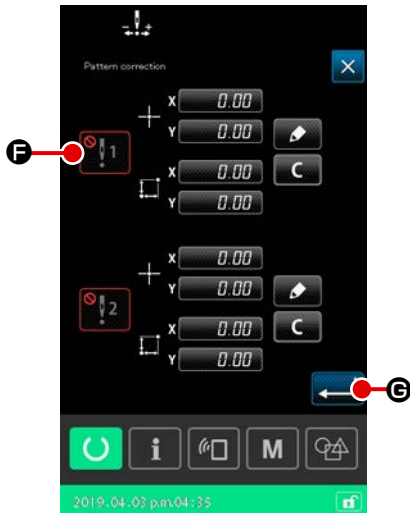 Pattern correction
X 0.00
Y 0.00
F
1
C
X 0.00
Y 0.00
X 0.00
Y 0.00
2
C
X 0.00
Y 0.00
G
i M
2019.04.03 p.m.04:35